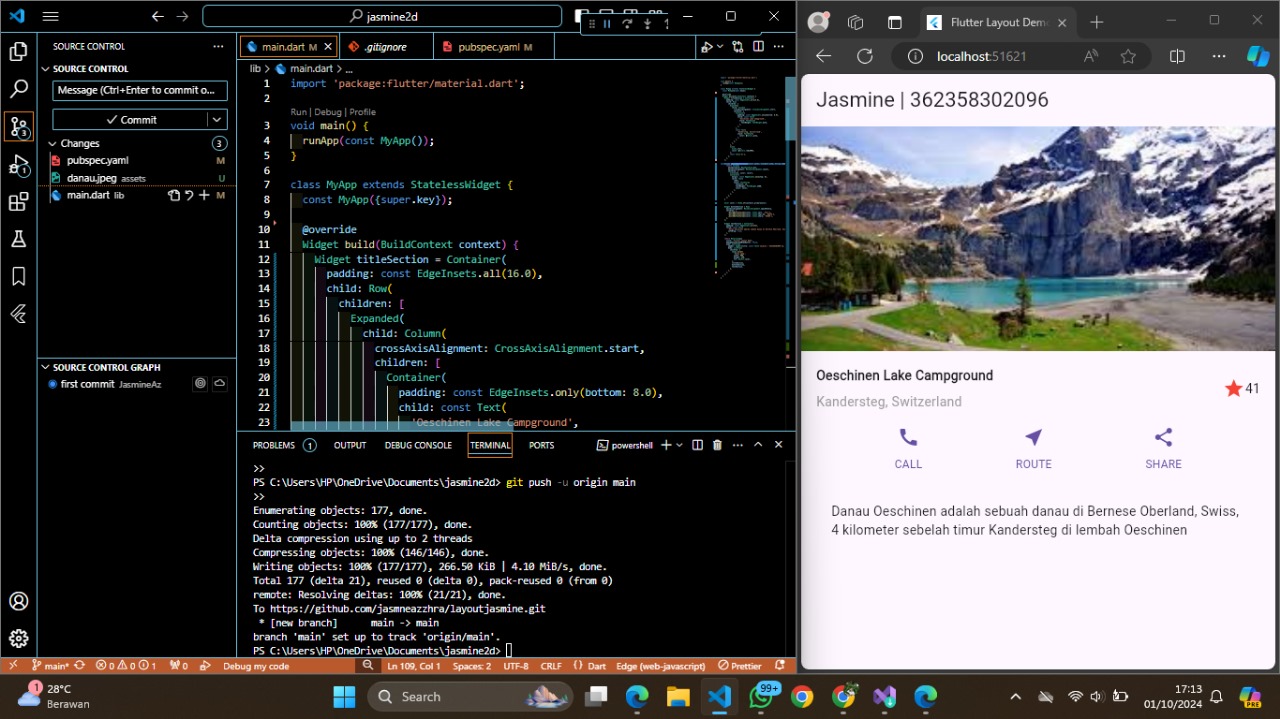 jasmine2d
SOURCE CONTROL
SOURCE CONTROL
Message (Ctrl+Enter to commit o...
Commit
Changes 3
pubspec.yaml M
danau.jpeg assets U
main.dart lib M
3
SOURCE CONTROL GRAPH
first commit JasmineAz
main.dart M
.gitignore
pubspec.yaml M
lib > main.dart > ...
1 import 'package:flutter/material.dart';
2
Run | Debug | Profile
3 void main() {
4 runApp(const MyApp());
5 }
6
7 class MyApp extends StatelessWidget {
8 const MyApp({super.key});
9
10 @override
11 Widget build(BuildContext context) {
12 Widget titleSection = Container(
13 padding: const EdgeInsets.all(16.0),
14 child: Row(
15 children: [
16 Expanded(
17 child: Column(
18 crossAxisAlignment: CrossAxisAlignment.start,
19 children: [
20 Container(
21 padding: const EdgeInsets.only(bottom: 8.0),
22 child: const Text(
23 'Oeschinen Lake Campground',
PROBLEMS 1 OUTPUT DEBUG CONSOLE TERMINAL PORTS powershell
>>
PS C:\Users\HP\OneDrive\Documents\jasmine2d> git push -u origin main
>>
Enumerating objects: 177, done.
Counting objects: 100% (177/177), done.
Delta compression using up to 2 threads
Compressing objects: 100% (146/146), done.
Writing objects: 100% (177/177), 266.50 KiB | 4.10 MiB/s, done.
Total 177 (delta 21), reused 0 (delta 0), pack-reused 0 (from 0)
remote: Resolving deltas: 100% (21/21), done.
To https://github.com/jasmneazzhra/layoutjasmine.git
* [new branch] main -> main
branch 'main' set up to track 'origin/main'.
PS C:\Users\HP\OneDrive\Documents\jasmine2d>
main* 0 0 1 0 Debug my code Ln 109, Col 1 Spaces: 2 UTF-8 CRLF {} Dart Edge (web-javascript) Prettier
Flutter Layout Demo
localhost:51621
Jasmine | 362358302096
Oeschinen Lake Campground
Kandersteg, Switzerland
41
CALL ROUTE SHARE
Danau Oeschinen adalah sebuah danau di Bernese Oberland, Swiss,
4 kilometer sebelah timur Kandersteg di lembah Oeschinen
1
28°C
Berawan
Search
99+
17:13
01/10/2024
PRE